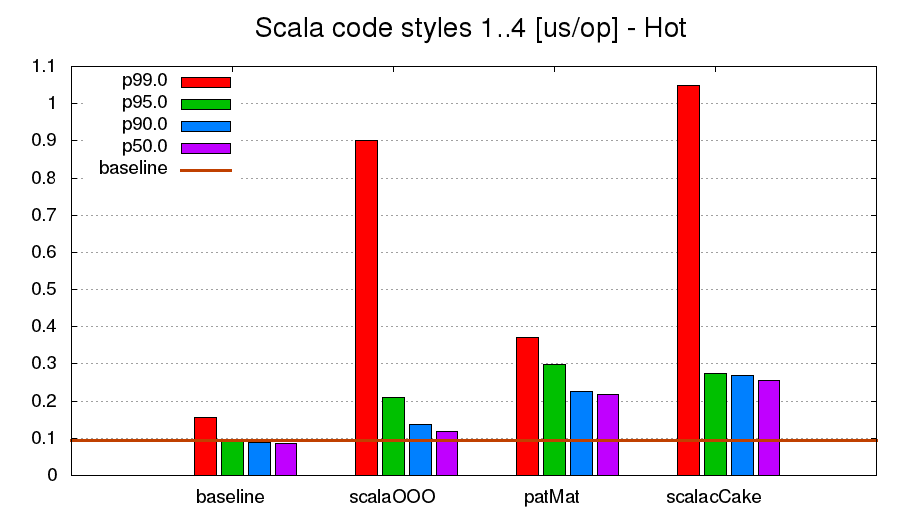 Scala code styles 1..4 [us/op] - Hot
1.1
1
0.9
0.8
0.7
0.6
0.5
0.4
0.3
0.2
0.1
0
p99.0
p95.0
p90.0
p50.0
baseline
baseline scalaOOO patMat scalacCake